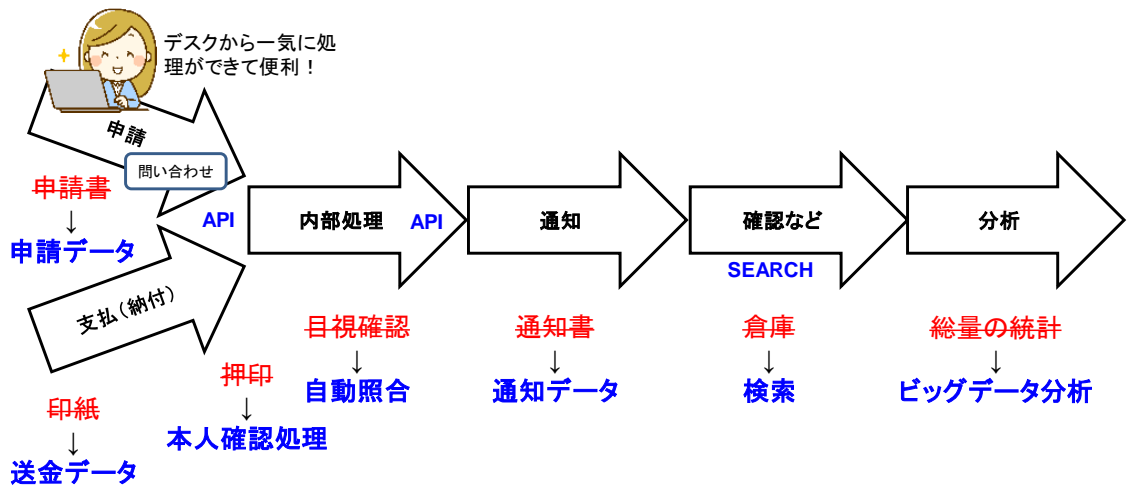 デスクから一気に処
理ができて便利！
申請
問い合わせ
申請書
↓
申請データ
API
内部処理
API
通知
確認など
SEARCH
分析
支払（納付）
目視確認
↓
自動照合
通知書
↓
通知データ
倉庫
↓
検索
総量の統計
↓
ビッグデータ分析
押印
↓
本人確認処理
印紙
↓
送金データ